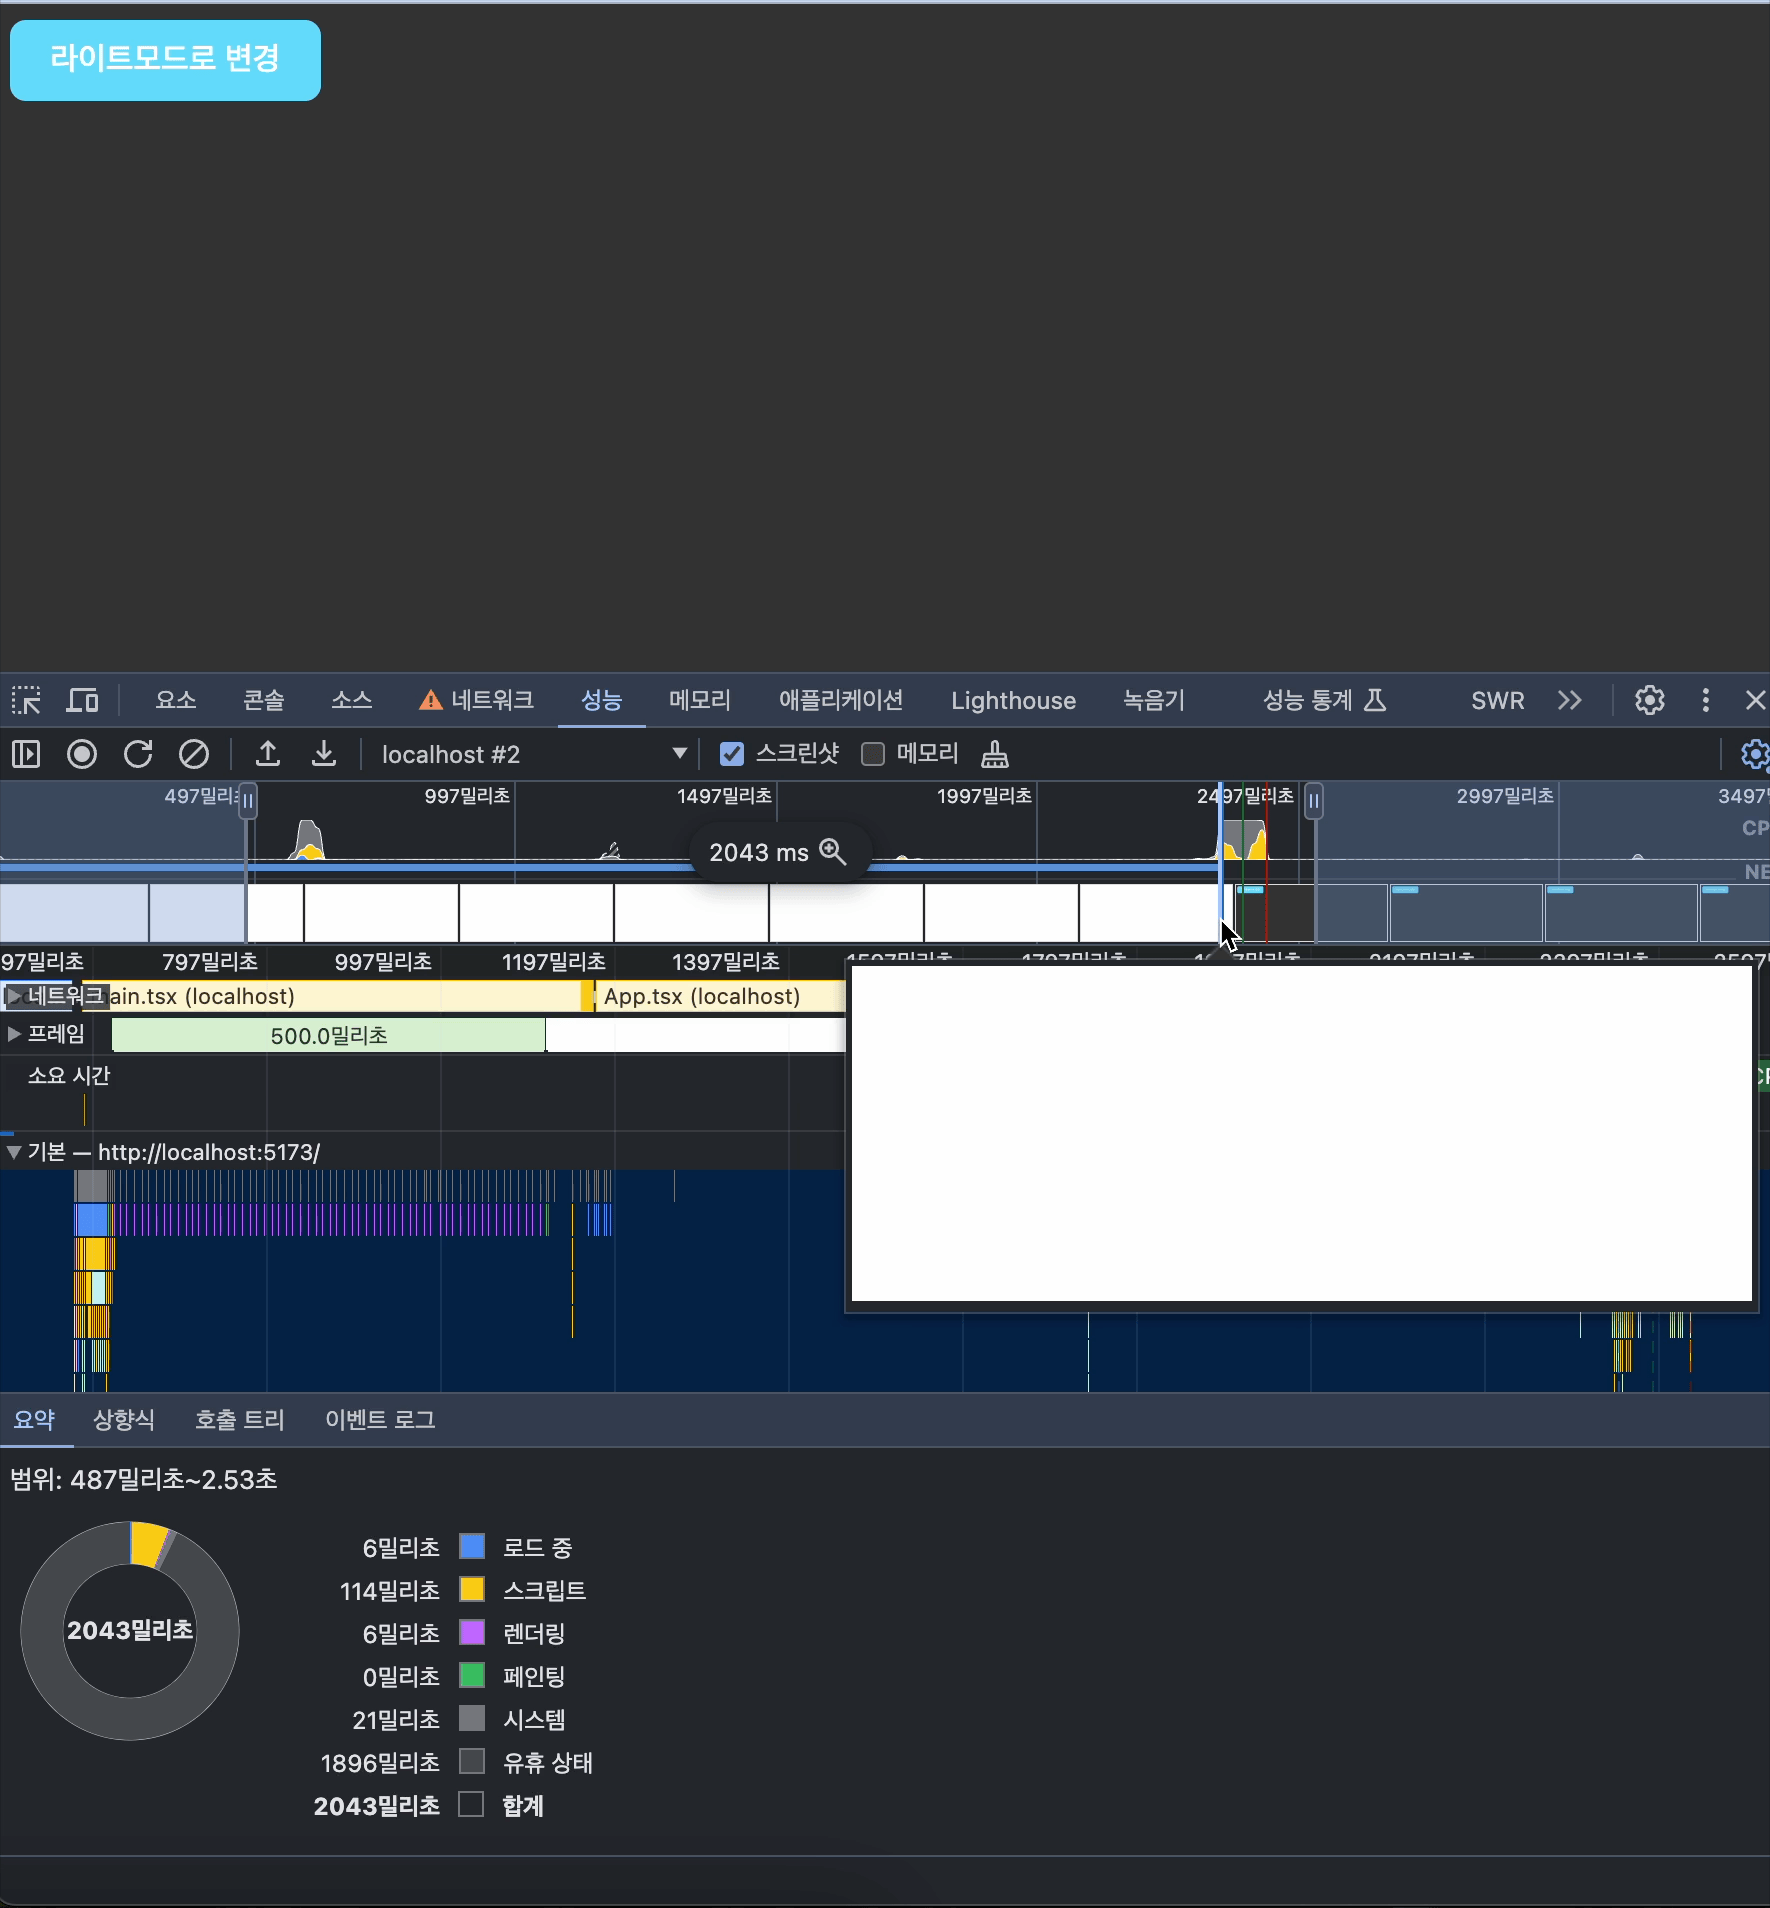 라이트모드로 변경
요소 콘솔 소스 네트워크 성능 메모리 애플리케이션 Lighthouse 녹음기 성능 통계 SWR
localhost #2 스크린샷 메모리
497밀리초 997밀리초 1497밀리초 1997밀리초 2497밀리초 2997밀리초 3497밀
CP
2043 ms
NE
97밀리초 797밀리초 997밀리초 1197밀리초 1397밀리초
네트워크 main.tsx (localhost) App.tsx (localhost)
프레임 500.0밀리초
소요 시간
기본 — http://localhost:5173/
요약 상향식 호출 트리 이벤트 로그
범위: 487밀리초~2.53초
2043밀리초
6밀리초 로드 중
114밀리초 스크립트
6밀리초 렌더링
0밀리초 페인팅
21밀리초 시스템
1896밀리초 유휴 상태
2043밀리초 합계